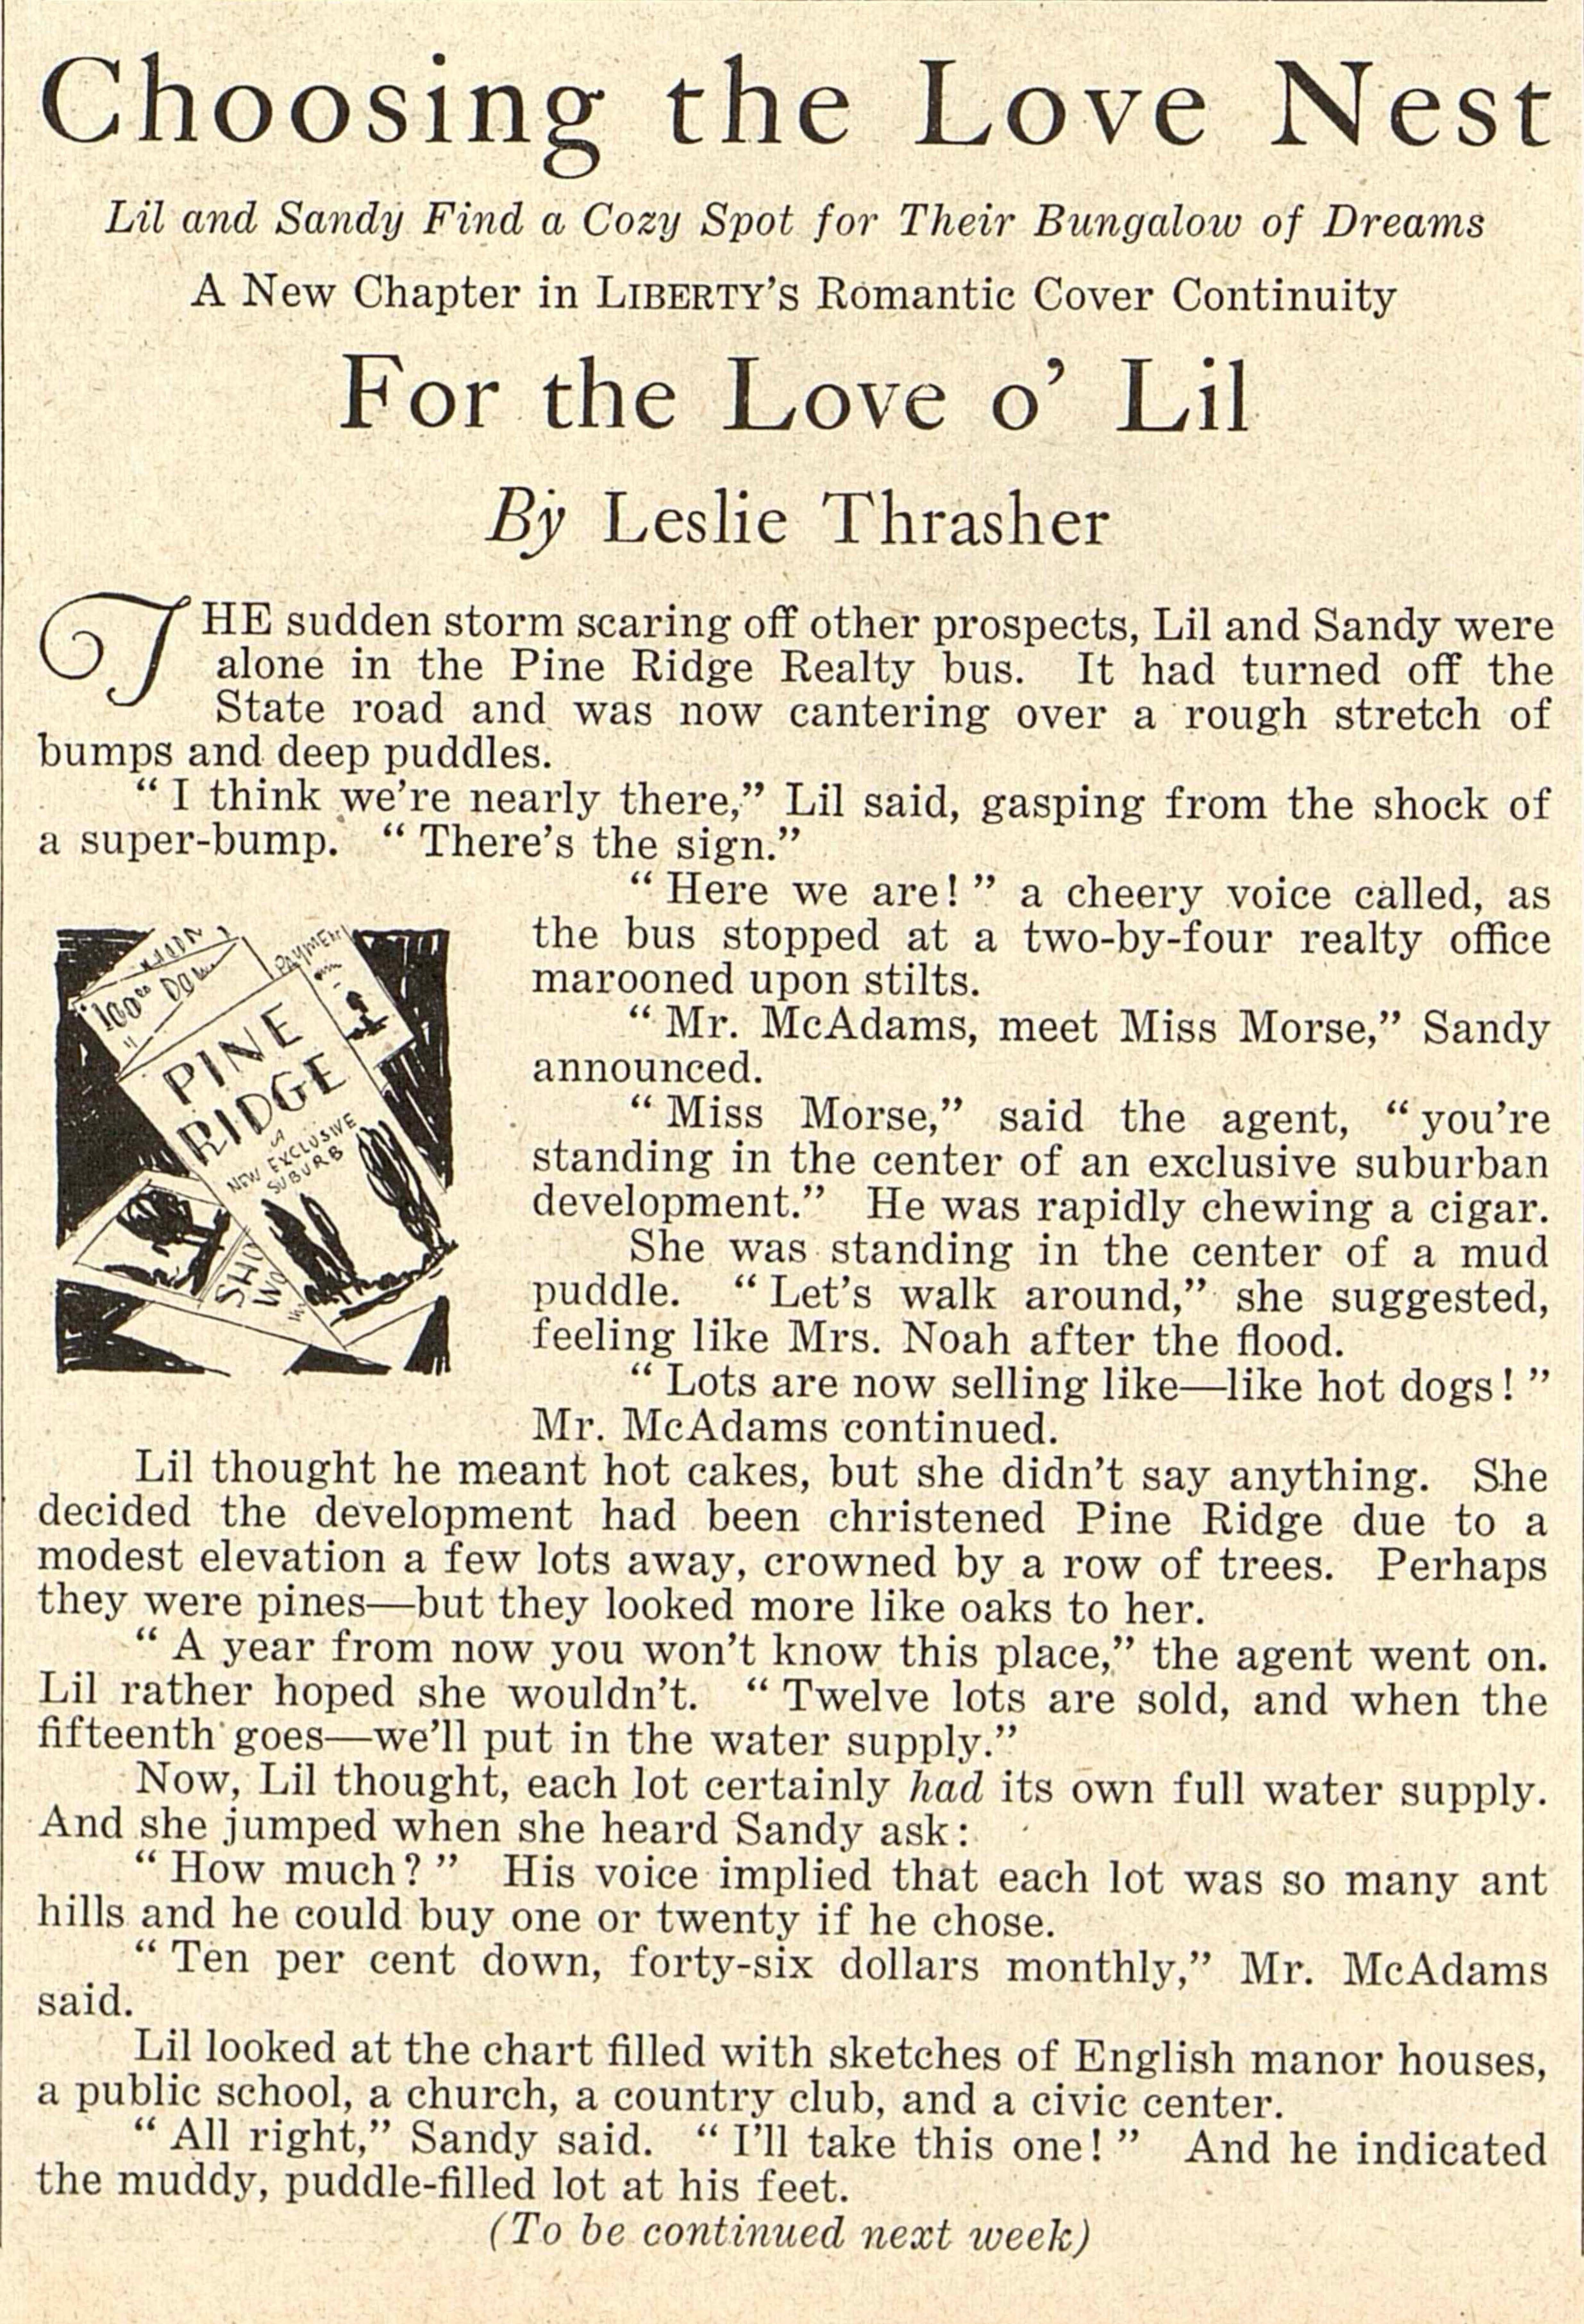 Choosing the Love Nest
Lil and Sandy Find a Cozy Spot for Their Bungalow of Dreams
A New Chapter in LIBERTY'S Romantic Cover Continuity
For the Love o' Lil
By Leslie Thrasher
THE sudden storm scaring off other prospects, Lil and Sandy were
alone in the Pine Ridge Realty bus. It had turned off the
State road and was now cantering over a rough stretch of
bumps and deep puddles.
“I think we're nearly there,” Lil said, gasping from the shock of
a super-bump. “There's the sign.”
“Here we are!” a cheery voice called, as
the bus stopped at a two-by-four realty office
marooned upon stilts.
“Mr. McAdams, meet Miss Morse,” Sandy
announced.
“Miss Morse,” said the agent, “you're
standing in the center of an exclusive suburban
development.” He was rapidly chewing a cigar.
She was standing in the center of a mud
puddle. “Let's walk around,” she suggested,
feeling like Mrs. Noah after the flood.
“Lots are now selling like—like hot dogs!”
Mr. McAdams continued.
PAYMENT
100⁰⁰ DOWN
PINE
RIDGE
A
NEW EXCLUSIVE
SUBURB
Lil thought he meant hot cakes, but she didn't say anything. She
decided the development had been christened Pine Ridge due to a
modest elevation a few lots away, crowned by a row of trees. Perhaps
they were pines—but they looked more like oaks to her.
“A year from now you won't know this place,” the agent went on.
Lil rather hoped she wouldn't. “Twelve lots are sold, and when the
fifteenth goes—we'll put in the water supply.”
Now, Lil thought, each lot certainly had its own full water supply.
And she jumped when she heard Sandy ask:
“How much?” His voice implied that each lot was so many ant
hills and he could buy one or twenty if he chose.
“Ten per cent down, forty-six dollars monthly,” Mr. McAdams
said.
Lil looked at the chart filled with sketches of English manor houses,
a public school, a church, a country club, and a civic center.
“All right,” Sandy said. “I'll take this one!” And he indicated
the muddy, puddle-filled lot at his feet.
(To be continued next week)